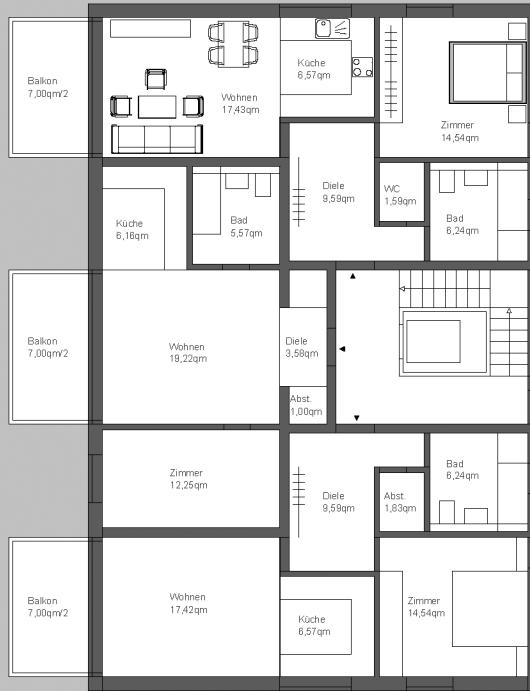 Balkon
7,00qm/2
Wohnen
17,43qm
Küche
6,57qm
Zimmer
14,54qm
Diele
9,59qm
WC
1,59qm
Bad
6,24qm
Küche
6,16qm
Bad
5,57qm
Balkon
7,00qm/2
Wohnen
19,22qm
Diele
3,58qm
Abst.
1,00qm
Zimmer
12,25qm
Diele
9,59qm
Abst.
1,83qm
Bad
6,24qm
Balkon
7,00qm/2
Wohnen
17,42qm
Küche
6,57qm
Zimmer
14,54qm